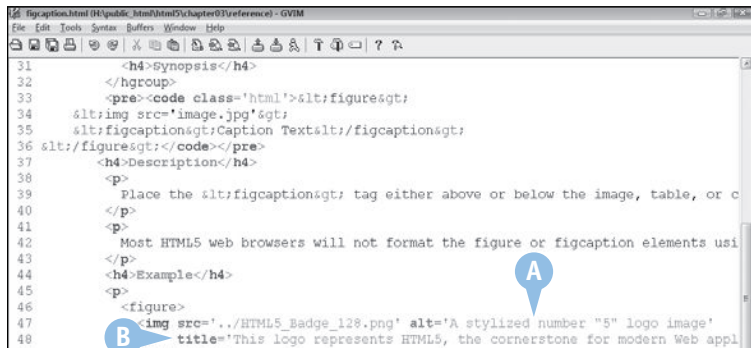 figcaption.html (H:\public_html\html5\chapter03\reference) - GVIM
File Edit Tools Syntax Buffers Window Help
31 <h4>Synopsis</h4>
32 </hgroup>
33 <pre><code class='html'>&lt;figure&gt;
34 &lt;img src='image.jpg'&gt;
35 &lt;figcaption&gt;Caption Text&lt;/figcaption&gt;
36 &lt;/figure&gt;</code></pre>
37 <h4>Description</h4>
38 <p>
39 Place the &lt;figcaption&gt; tag either above or below the image, table, or c
40 </p>
41 <p>
42 Most HTML5 web browsers will not format the figure or figcaption elements usi
43 </p>
44 <h4>Example</h4>
45 <p>
46 <figure>
A
47 <img src='../HTML5_Badge_128.png' alt='A stylized number "5" logo image'
48 B title='This logo represents HTML5, the cornerstone for modern Web appl